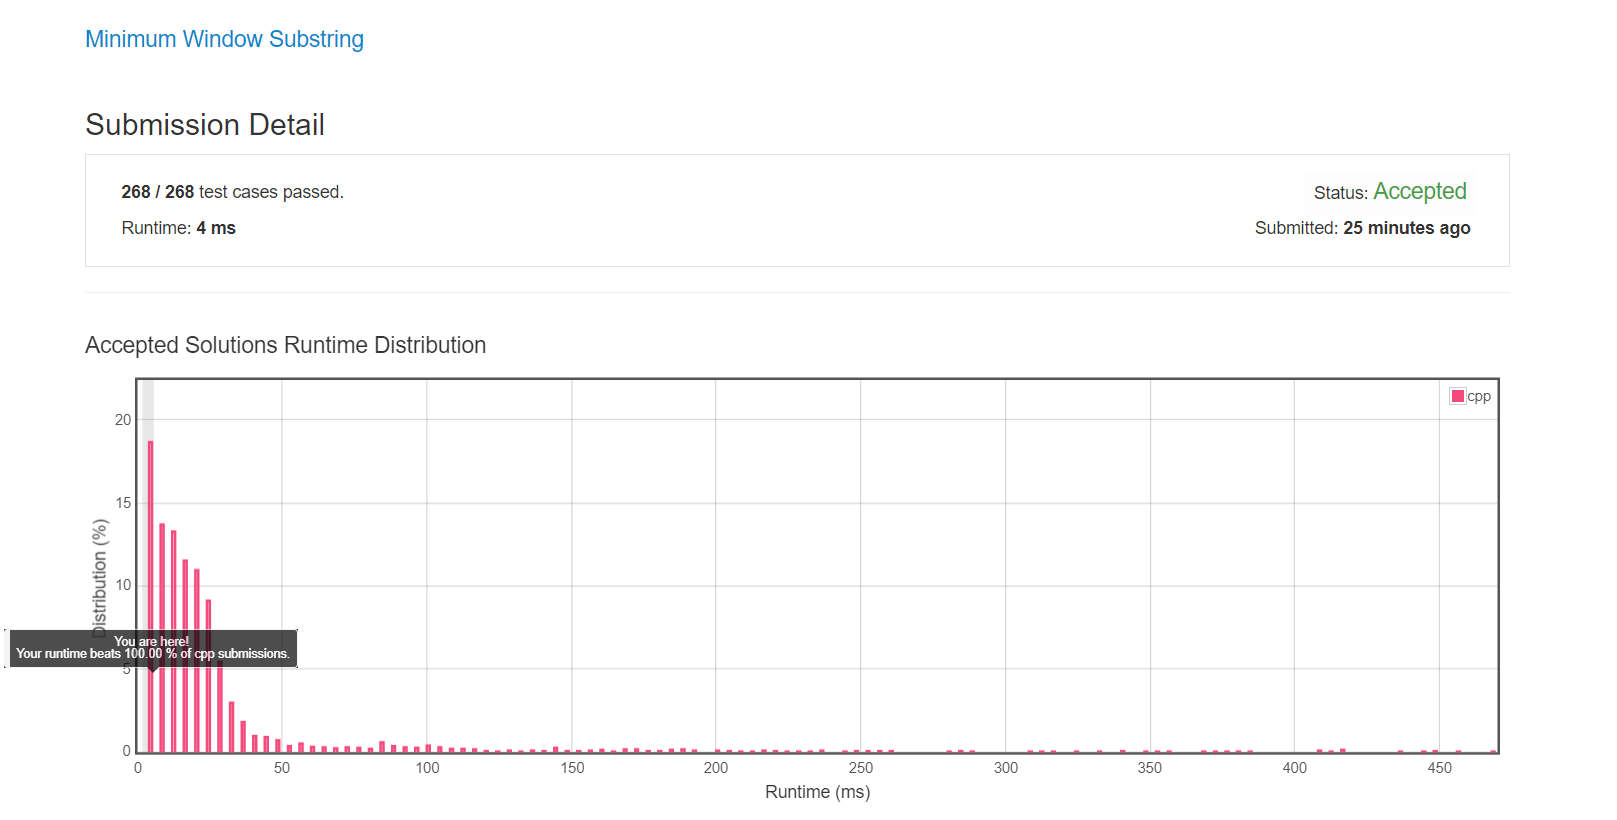 Minimum Window Substring
Submission Detail
268 / 268 test cases passed.
Status: Accepted
Runtime: 4 ms
Submitted: 25 minutes ago
Accepted Solutions Runtime Distribution
cpp
20
15
10
5
0
Distribution (%)
You are here!
Your runtime beats 100.00 % of cpp submissions.
0 50 100 150 200 250 300 350 400 450
Runtime (ms)